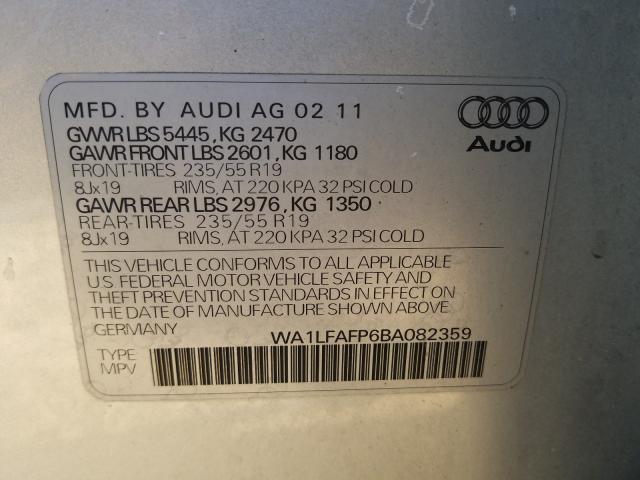 MFD. BY AUDI AG 02 11
GVWR LBS 5445, KG 2470
GAWR FRONT LBS 2601, KG 1180
FRONT-TIRES 235/55 R19
8Jx19 RIMS, AT 220 KPA 32 PSI COLD
GAWR REAR LBS 2976, KG 1350
REAR-TIRES 235/55 R19
8Jx19 RIMS, AT 220 KPA 32 PSI COLD
Audi
THIS VEHICLE CONFORMS TO ALL APPLICABLE
U.S. FEDERAL MOTOR VEHICLE SAFETY AND
THEFT PREVENTION STANDARDS IN EFFECT ON
THE DATE OF MANUFACTURE SHOWN ABOVE
GERMANY WA1LFAFP6BA082359
TYPE
MPV